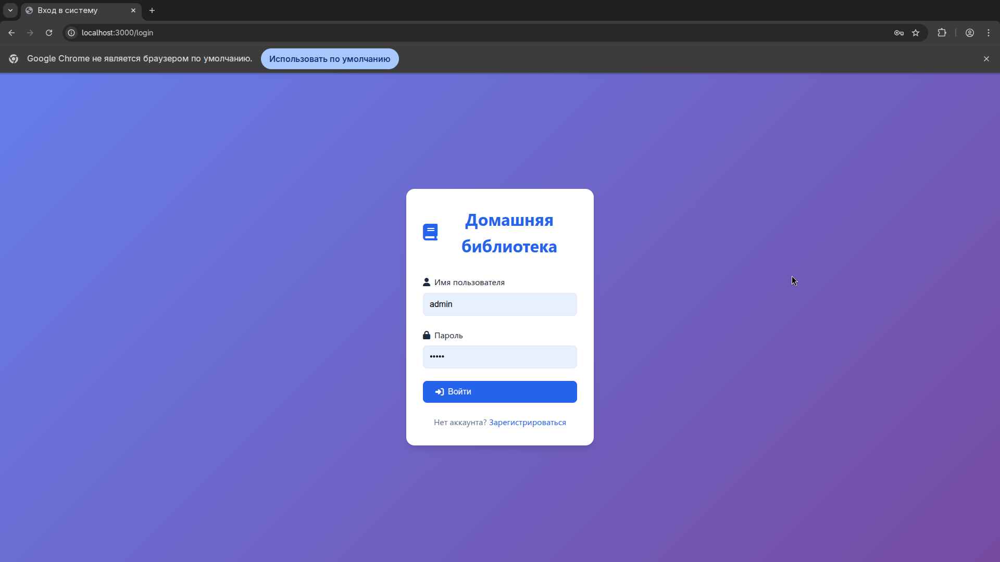 Вход в систему
localhost:3000/login
Google Chrome не является браузером по умолчанию.
Использовать по умолчанию
Домашняя
библиотека
Имя пользователя
admin
Пароль
•••••
Войти
Нет аккаунта? Зарегистрироваться